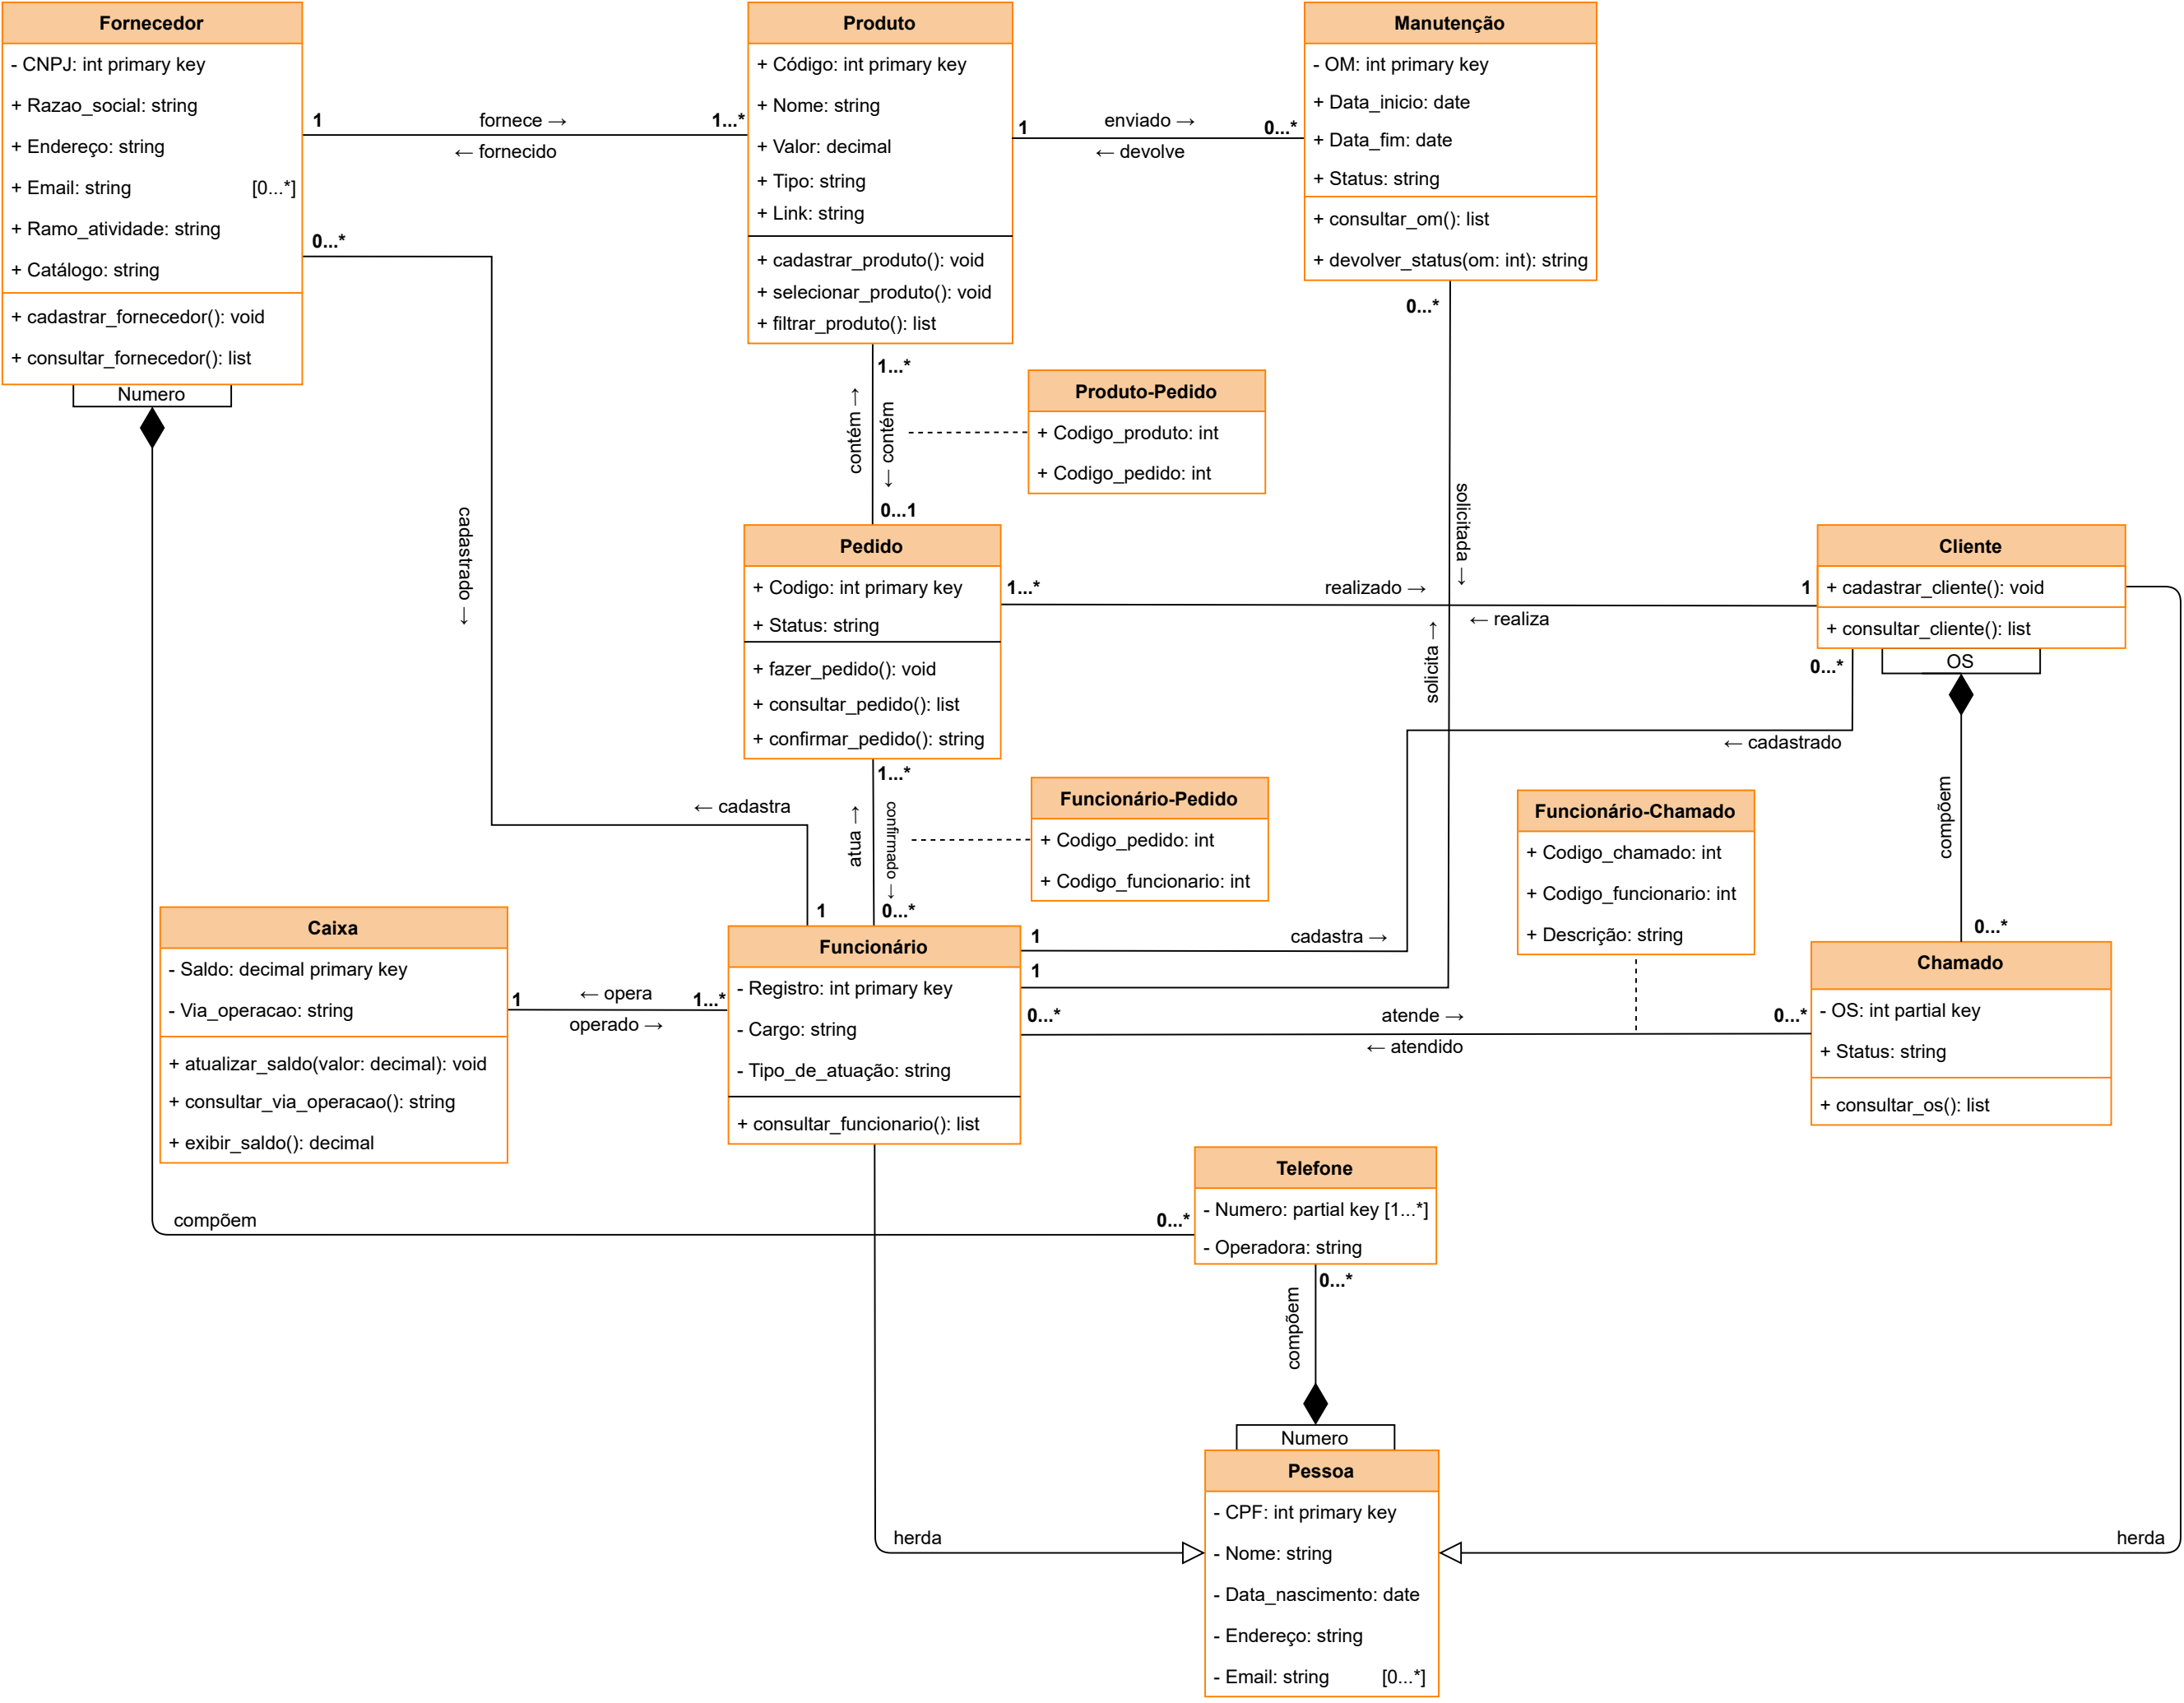 Fornecedor
- CNPJ: int primary key
+ Razao_social: string
+ Endereço: string
+ Email: string [0...*]
+ Ramo_atividade: string
+ Catálogo: string
+ cadastrar_fornecedor(): void
+ consultar_fornecedor(): list
Numero
1
fornece →
← fornecido
1...*
0...*
Produto
+ Código: int primary key
+ Nome: string
+ Valor: decimal
+ Tipo: string
+ Link: string
+ cadastrar_produto(): void
+ selecionar_produto(): void
+ filtrar_produto(): list
1
enviado →
← devolve
0...*
Manutenção
- OM: int primary key
+ Data_inicio: date
+ Data_fim: date
+ Status: string
+ consultar_om(): list
+ devolver_status(om: int): string
0...*
1...*
contém →
← contém
0...1
Produto-Pedido
+ Codigo_produto: int
+ Codigo_pedido: int
cadastrado →
solicitada →
solicita →
Pedido
+ Codigo: int primary key
+ Status: string
+ fazer_pedido(): void
+ consultar_pedido(): list
+ confirmar_pedido(): string
1...*
realizado →
← realiza
1
Cliente
+ cadastrar_cliente(): void
+ consultar_cliente(): list
OS
0...*
← cadastrado
compõem
0...*
← cadastra
1
1...*
atua →
confirmado →
0...*
Funcionário-Pedido
+ Codigo_pedido: int
+ Codigo_funcionario: int
Funcionário-Chamado
+ Codigo_chamado: int
+ Codigo_funcionario: int
+ Descrição: string
Caixa
- Saldo: decimal primary key
- Via_operacao: string
+ atualizar_saldo(valor: decimal): void
+ consultar_via_operacao(): string
+ exibir_saldo(): decimal
1
← opera
operado →
1...*
Funcionário
- Registro: int primary key
- Cargo: string
- Tipo_de_atuação: string
+ consultar_funcionario(): list
1
cadastra →
1
0...*
atende →
← atendido
0...*
Chamado
- OS: int partial key
+ Status: string
+ consultar_os(): list
compõem
0...*
Telefone
- Numero: partial key [1...*]
- Operadora: string
0...*
compõem
Numero
Pessoa
- CPF: int primary key
- Nome: string
- Data_nascimento: date
- Endereço: string
- Email: string [0...*]
herda
herda